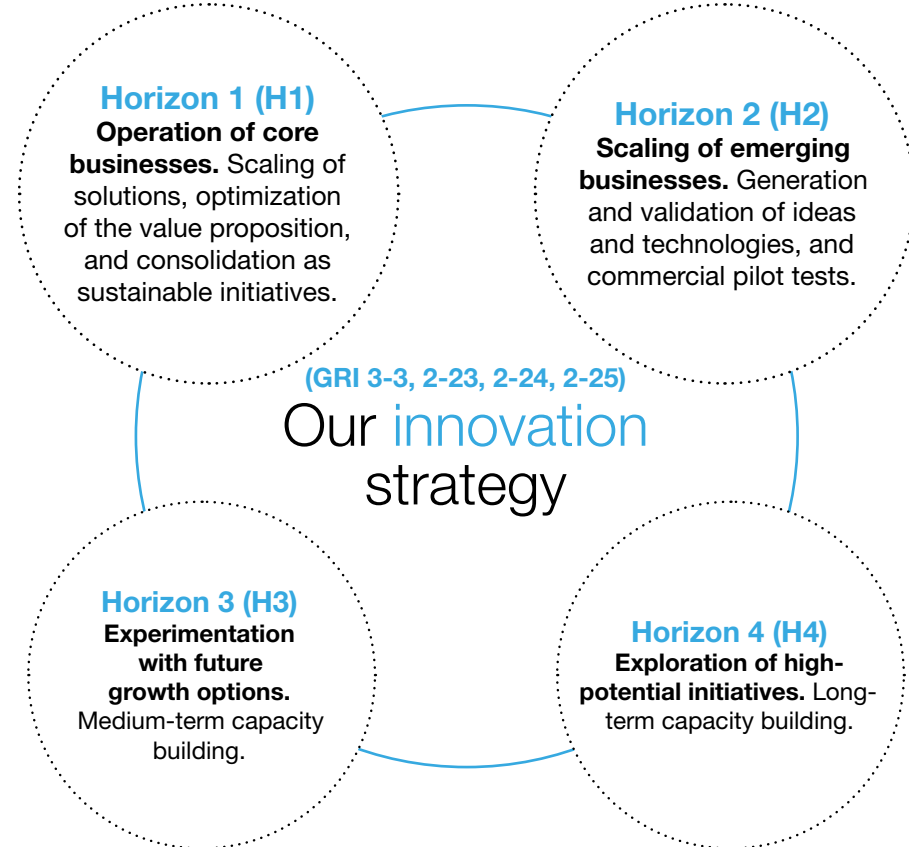 Horizon 1 (H1)
Operation of core
businesses. Scaling of
solutions, optimization
of the value proposition,
and consolidation as
sustainable initiatives.
Horizon 2 (H2)
Scaling of emerging
businesses. Generation
and validation of ideas
and technologies, and
commercial pilot tests.
(GRI 3-3, 2-23, 2-24, 2-25)
Our innovation
strategy
Horizon 3 (H3)
Experimentation
with future
growth options.
Medium-term capacity
building.
Horizon 4 (H4)
Exploration of high-
potential initiatives. Long-
term capacity building.